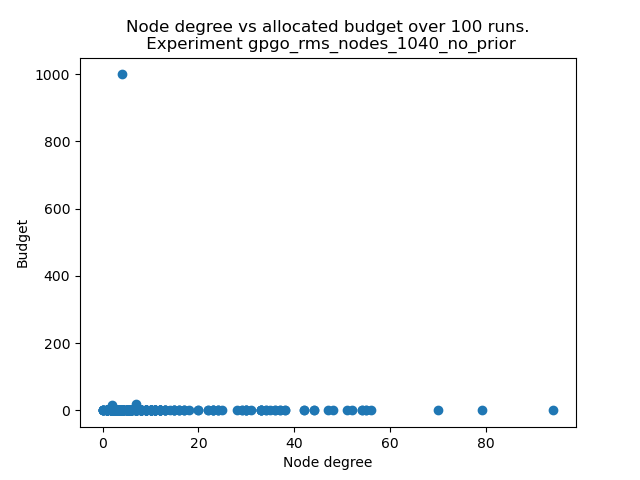 Node degree vs allocated budget over 100 runs.
Experiment gpgo_rms_nodes_1040_no_prior
1000
800
600
400
200
0
Budget
0 20 40 60 80
Node degree